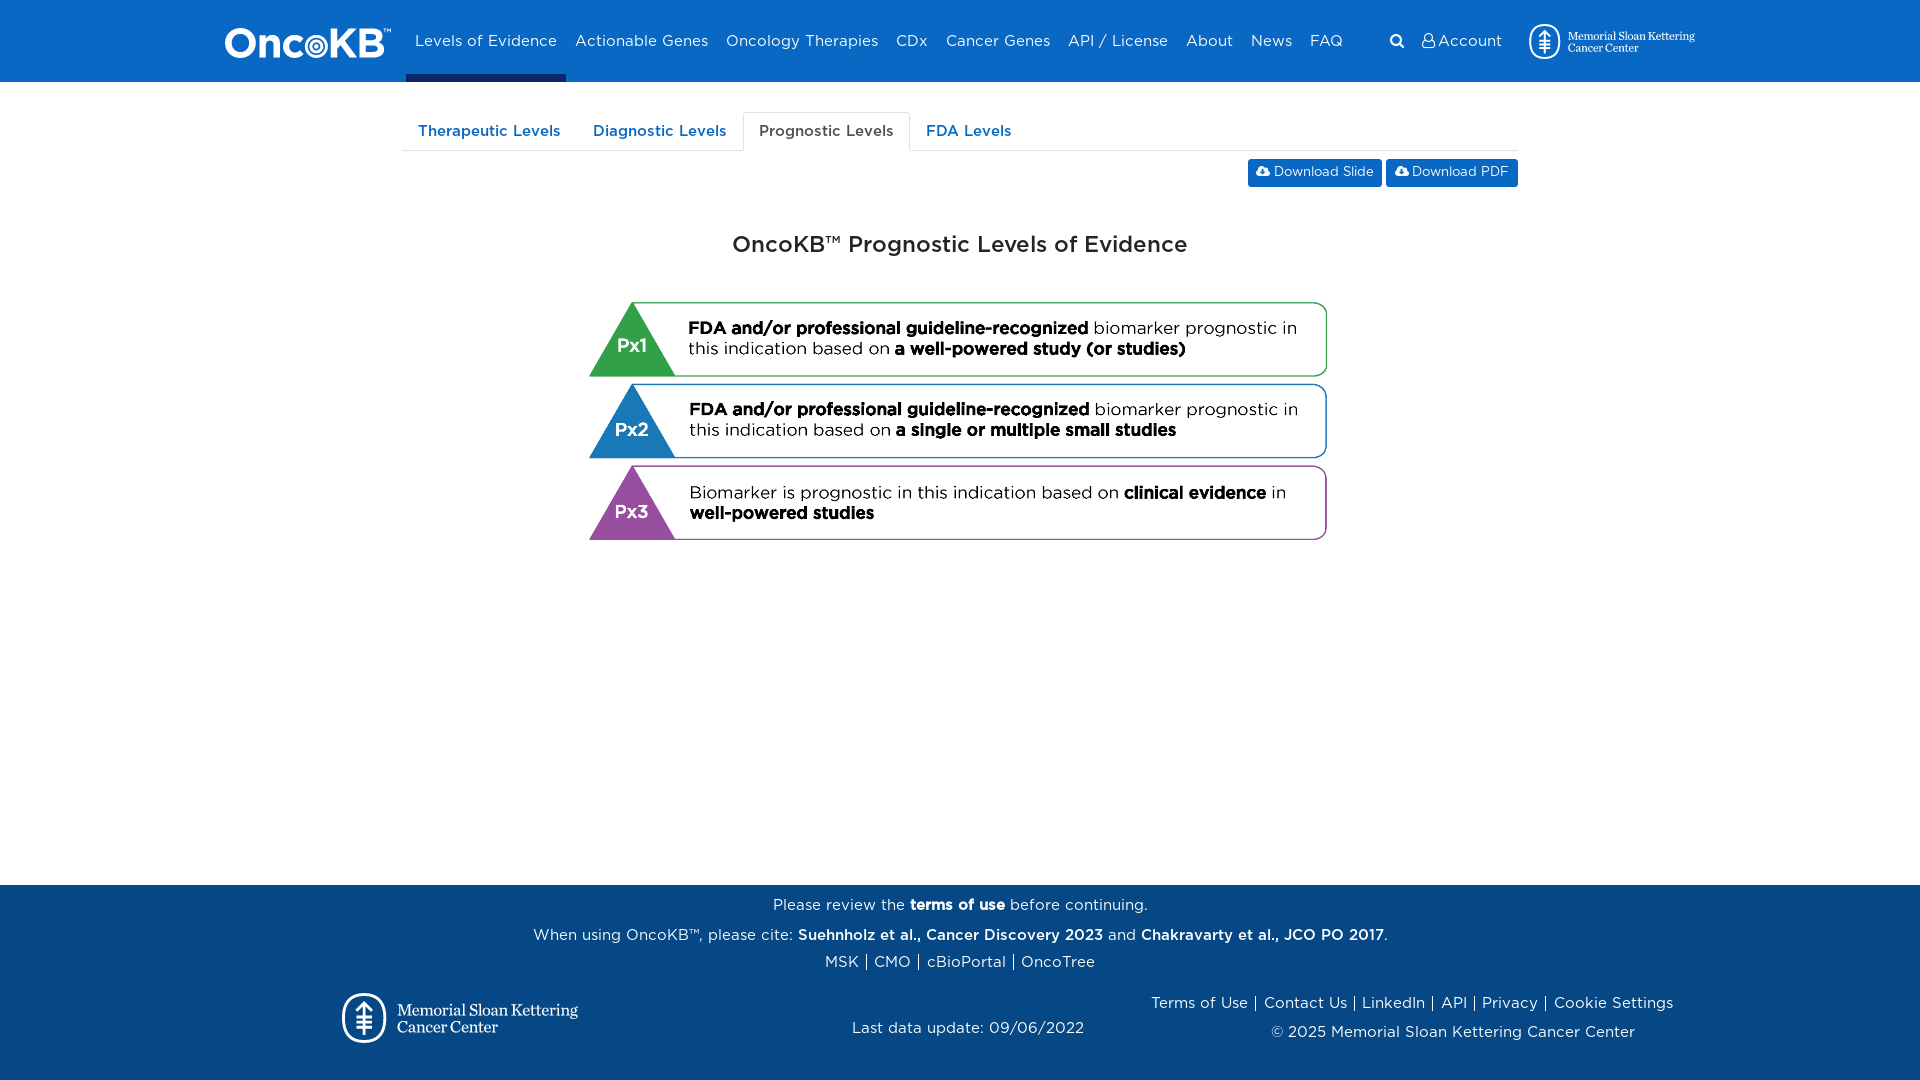 OncoKB™ Levels of Evidence Actionable Genes Oncology Therapies CDx Cancer Genes API / License About News FAQ Account Memorial Sloan Kettering
Cancer Center
Therapeutic Levels Diagnostic Levels Prognostic Levels FDA Levels
Download Slide Download PDF
OncoKB™ Prognostic Levels of Evidence
Px1
FDA and/or professional guideline-recognized biomarker prognostic in
this indication based on a well-powered study (or studies)
Px2
FDA and/or professional guideline-recognized biomarker prognostic in
this indication based on a single or multiple small studies
Px3
Biomarker is prognostic in this indication based on clinical evidence in
well-powered studies
Please review the terms of use before continuing.
When using OncoKB™, please cite: Suehnholz et al., Cancer Discovery 2023 and Chakravarty et al., JCO PO 2017.
MSK | CMO | cBioPortal | OncoTree
Memorial Sloan Kettering
Cancer Center
Last data update: 09/06/2022
Terms of Use | Contact Us | LinkedIn | API | Privacy | Cookie Settings
© 2025 Memorial Sloan Kettering Cancer Center